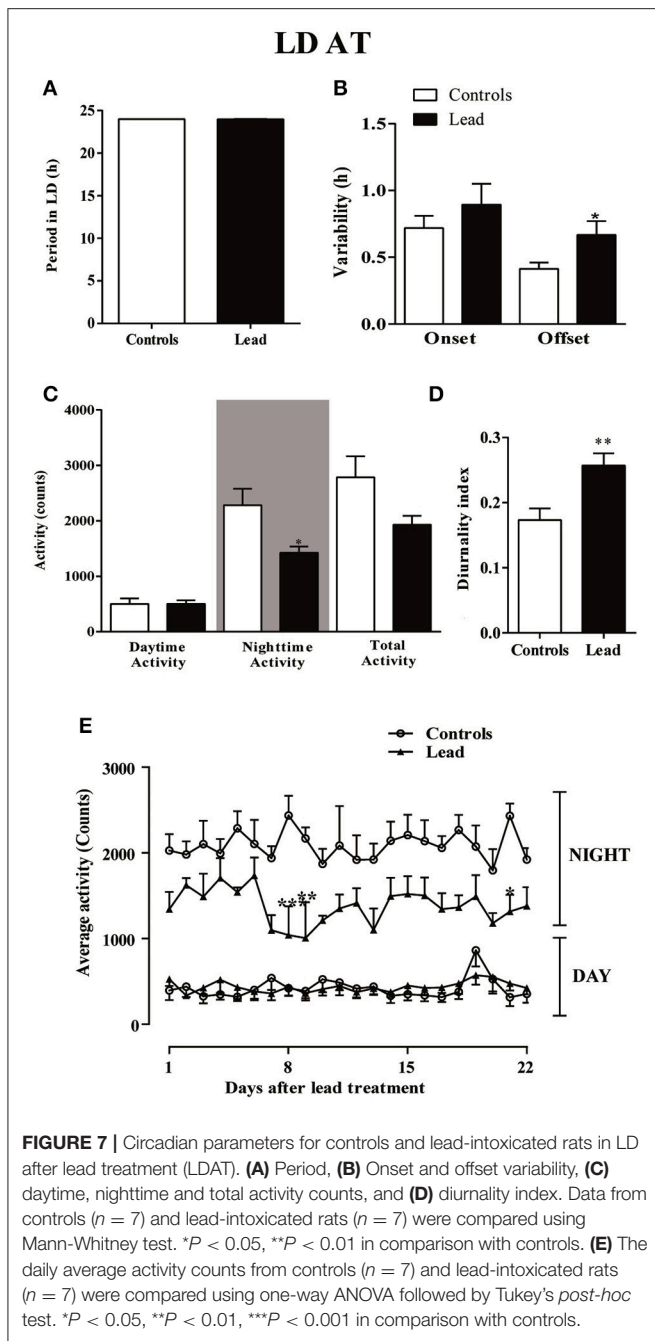 LD AT
A
B
Controls
Lead
Period in LD (h)
25
20
15
10
5
0
Controls
Lead
Variability (h)
1.5
1.0
0.5
0.0
*
Onset
Offset
C
D
Activity (counts)
4000
3000
2000
1000
0
*
Daytime Activity
Nighttime Activity
Total Activity
Diurnality index
0.3
0.2
0.1
0.0
**
Controls
Lead
E
Controls
Lead
Average activity (Counts)
3000
2000
1000
0
** **
*
NIGHT
DAY
1
8
15
22
Days after lead treatment
FIGURE 7 | Circadian parameters for controls and lead-intoxicated rats in LD
after lead treatment (LDAT). (A) Period, (B) Onset and offset variability, (C)
daytime, nighttime and total activity counts, and (D) diurnality index. Data from
controls (n = 7) and lead-intoxicated rats (n = 7) were compared using
Mann-Whitney test. *P < 0.05, **P < 0.01 in comparison with controls. (E) The
daily average activity counts from controls (n = 7) and lead-intoxicated rats
(n = 7) were compared using one-way ANOVA followed by Tukey's post-hoc
test. *P < 0.05, **P < 0.01, ***P < 0.001 in comparison with controls.